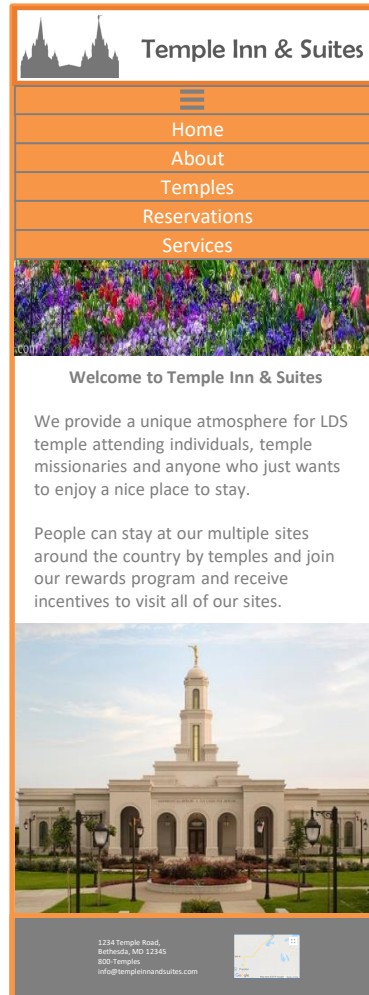 Temple Inn & Suites
Home
About
Temples
Reservations
Services
.com
Welcome to Temple Inn & Suites
We provide a unique atmosphere for LDS
temple attending individuals, temple
missionaries and anyone who just wants
to enjoy a nice place to stay.
People can stay at our multiple sites
around the country by temples and join
our rewards program and receive
incentives to visit all of our sites.
1234 Temple Road,
Bethesda, MD 12345
800-Temples
info@templeinnandsuites.com
Google